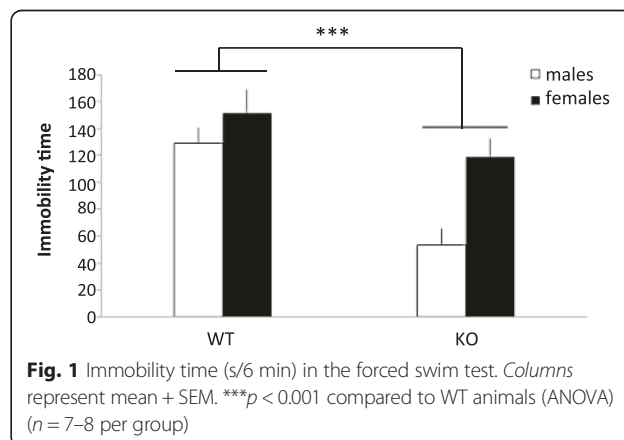 ***
180
males
160
females
140
120
100
80
60
40
20
0
Immobility time
WT KO
Fig. 1 Immobility time (s/6 min) in the forced swim test. Columns
represent mean + SEM. ***p < 0.001 compared to WT animals (ANOVA)
(n = 7–8 per group)